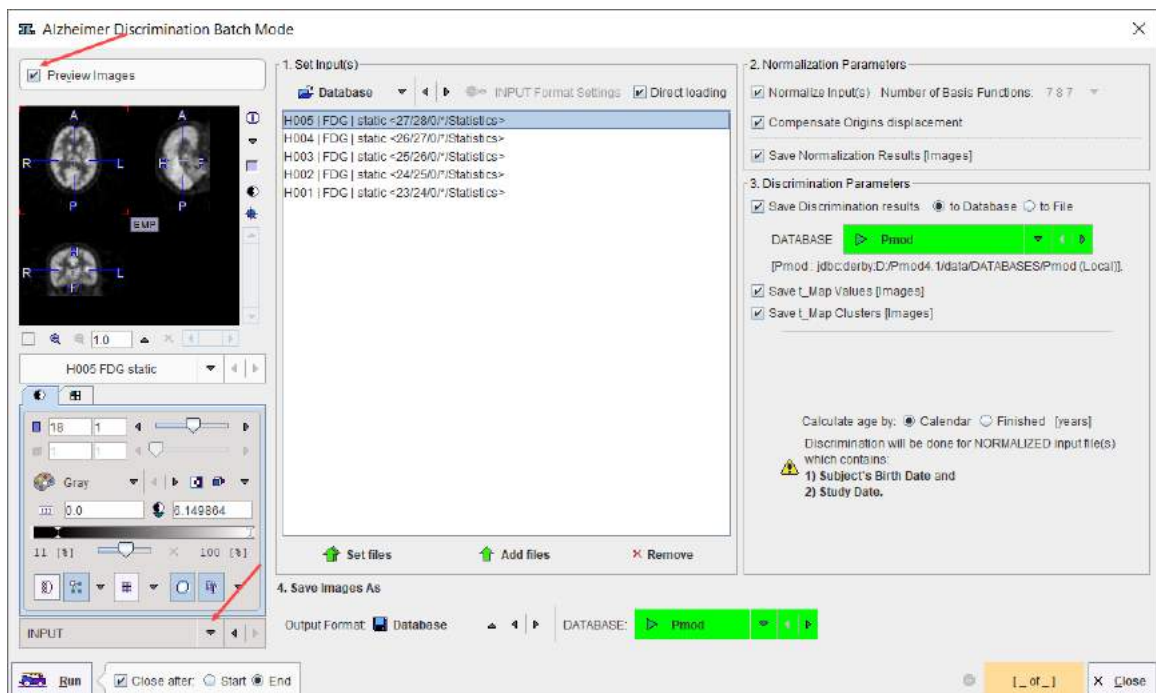 Alzheimer Discrimination Batch Mode
Preview Images
A
A
R
L
H
F
P
P
EMP
H
R
L
F
1.0
H005 FDG static
18
1
1
1
Gray
0.0
6.149864
11 [%]
100 [%]
INPUT
1. Set Input(s)
Database
INPUT Format Settings
Direct loading
H005 | FDG | static <27/28/0/*/Statistics>
H004 | FDG | static <26/27/0/*/Statistics>
H003 | FDG | static <25/26/0/*/Statistics>
H002 | FDG | static <24/25/0/*/Statistics>
H001 | FDG | static <23/24/0/*/Statistics>
Set files
Add files
Remove
2. Normalization Parameters
Normalize Input(s) Number of Basis Functions: 7 8 7
Compensate Origins displacement
Save Normalization Results [Images]
3. Discrimination Parameters
Save Discrimination results to Database to File
DATABASE Pmod
[Pmod : jdbc:derby:D:/Pmod4.1/data/DATABASES/Pmod (Local)].
Save t_Map Values [Images]
Save t_Map Clusters [Images]
Calculate age by: Calendar Finished [years]
Discrimination will be done for NORMALIZED input file(s)
which contains:
1) Subject's Birth Date and
2) Study Date.
4. Save Images As
Output Format: Database
DATABASE: Pmod
Run
Close after: Start End
[ _ of _ ]
Close